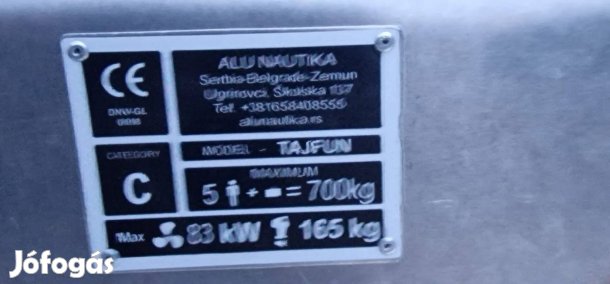 CE
DNV-GL
0098
ALU NAUTIKA
Serbia-Belgrade-Zemun
Ugrinovci, Školska 137
Tel: +381658408555
alunautika.rs
CATEGORY
C
MODEL - TAJFUN
MAXIMUM
5 + = 700kg
Max 83 kW 165 kg
Jófogás